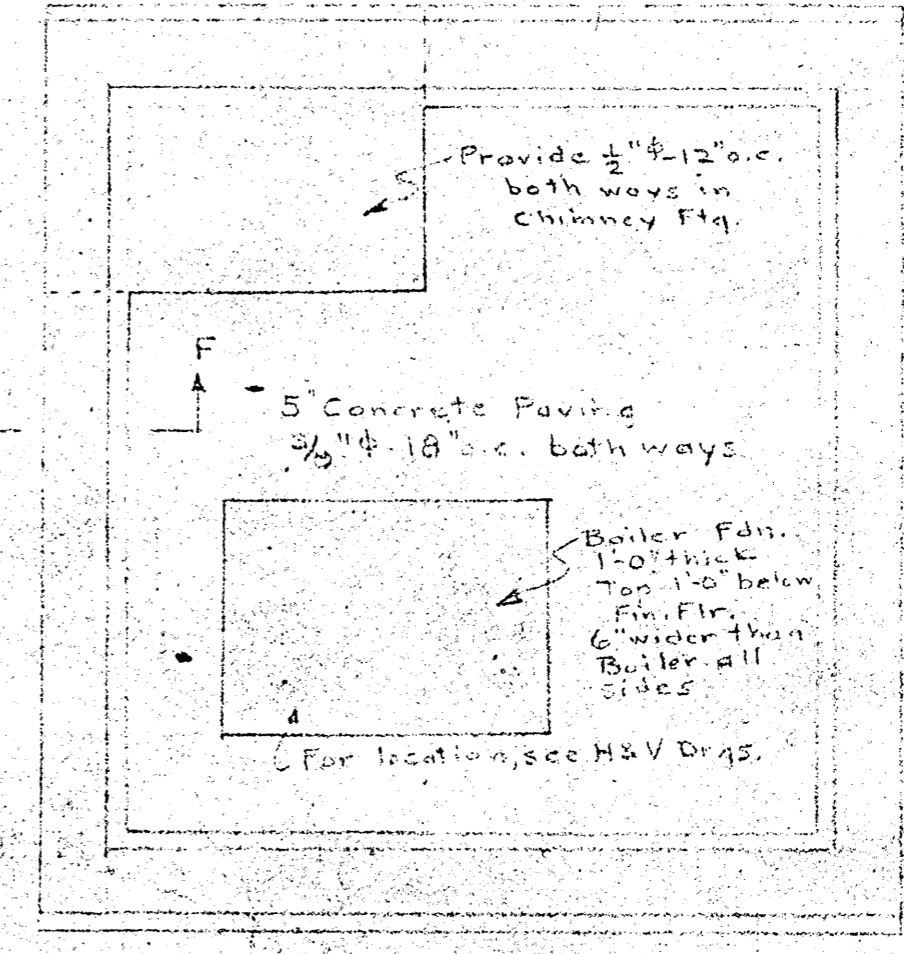 Provide ½"ϕ-12"o.c.
both ways in
Chimney Ftg.
F
5" Concrete Paving
3/8"ϕ-18"o.c. both ways
Boiler Fdn.
1'-0" thick
Top 1'-0" below
Fin. Flr.
6" wider than
Boiler all
sides
For location, see H&V Drgs.